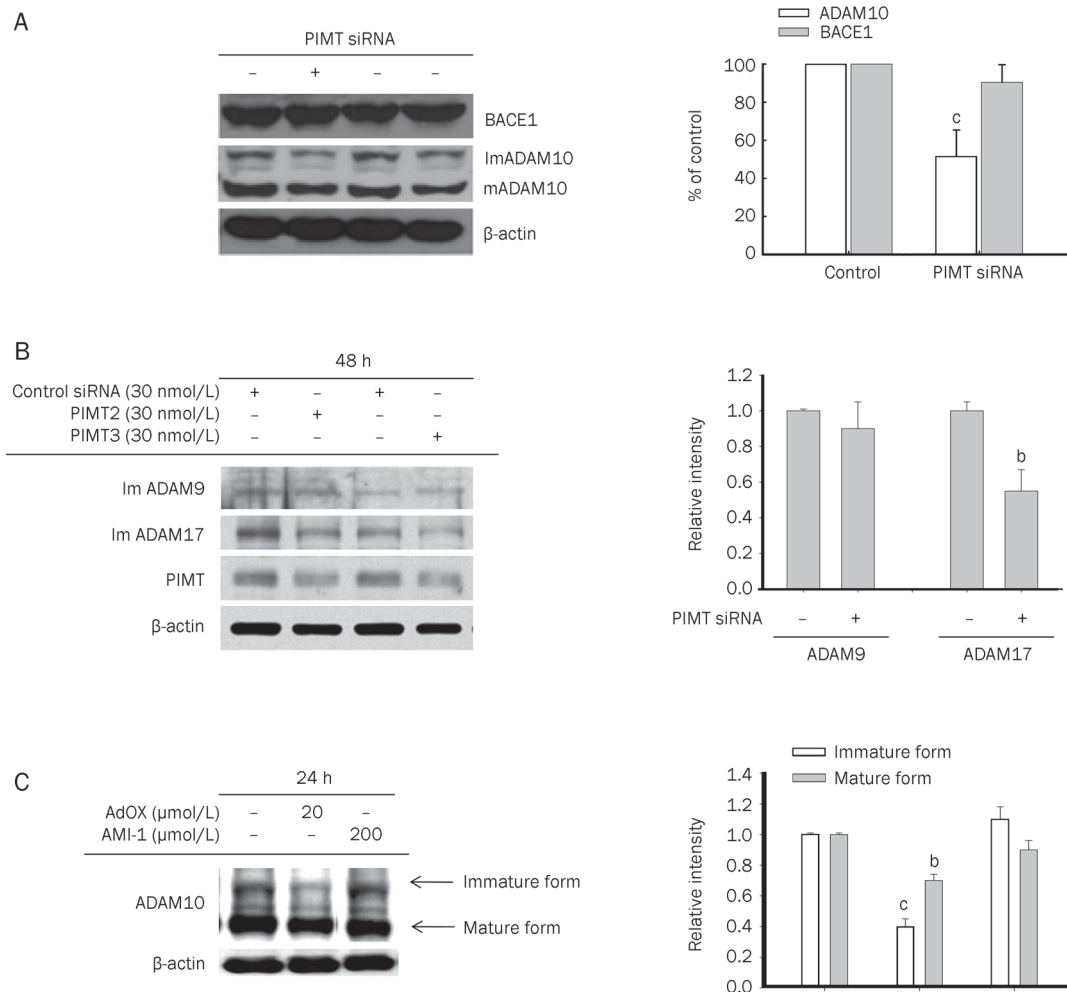 A
PIMT siRNA
– + – –
BACE1
ImADAM10
mADAM10
β-actin
ADAM10
BACE1
% of control
100
80
60
40
20
0
c
Control PIMT siRNA
B
48 h
Control siRNA (30 nmol/L) + – + –
PIMT2 (30 nmol/L) – + – –
PIMT3 (30 nmol/L) – – – +
Im ADAM9
Im ADAM17
PIMT
β-actin
Relative intensity
1.2
1.0
0.8
0.6
0.4
0.2
0.0
b
PIMT siRNA – + – +
ADAM9 ADAM17
C
24 h
AdOX (µmol/L) – 20 –
AMI-1 (µmol/L) – – 200
ADAM10
Immature form
Mature form
β-actin
Immature form
Mature form
Relative intensity
1.4
1.2
1.0
0.8
0.6
0.4
0.2
0.0
c
b